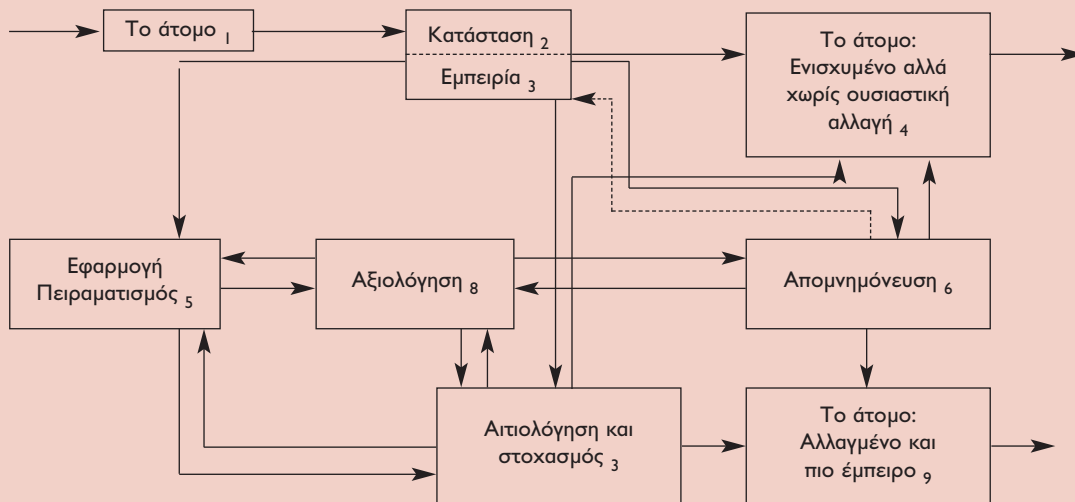 Το άτομο 1
Κατάσταση 2
Εμπειρία 3
Το άτομο:
Ενισχυμένο αλλά
χωρίς ουσιαστική
αλλαγή 4
Εφαρμογή
Πειραματισμός 5
Αξιολόγηση 8
Απομνημόνευση 6
Αιτιολόγηση και
στοχασμός 3
Το άτομο:
Αλλαγμένο και
πιο έμπειρο 9